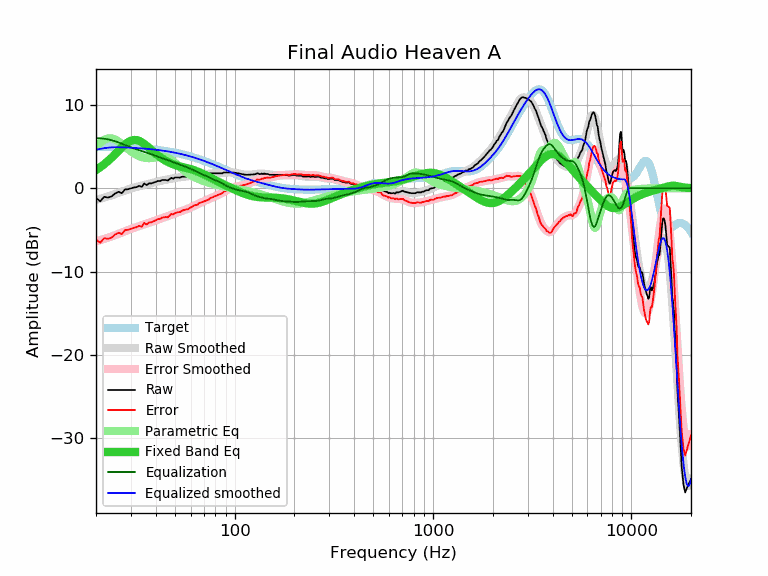 Final Audio Heaven A
10
0
−10
−20
−30
Amplitude (dBr)
Target
Raw Smoothed
Error Smoothed
Raw
Error
Parametric Eq
Fixed Band Eq
Equalization
Equalized smoothed
100
1000
10000
Frequency (Hz)